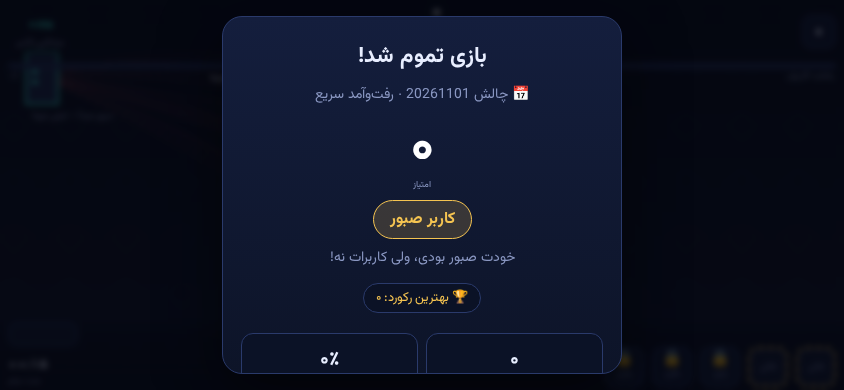 بازی تموم شد!
📅 چالش 20261101 · رفت‌وآمد سریع
۰
امتیاز
کاربر صبور
خودت صبور بودی، ولی کاربرات نه!
🏆 بهترین رکورد: ۰
۰
۰٪